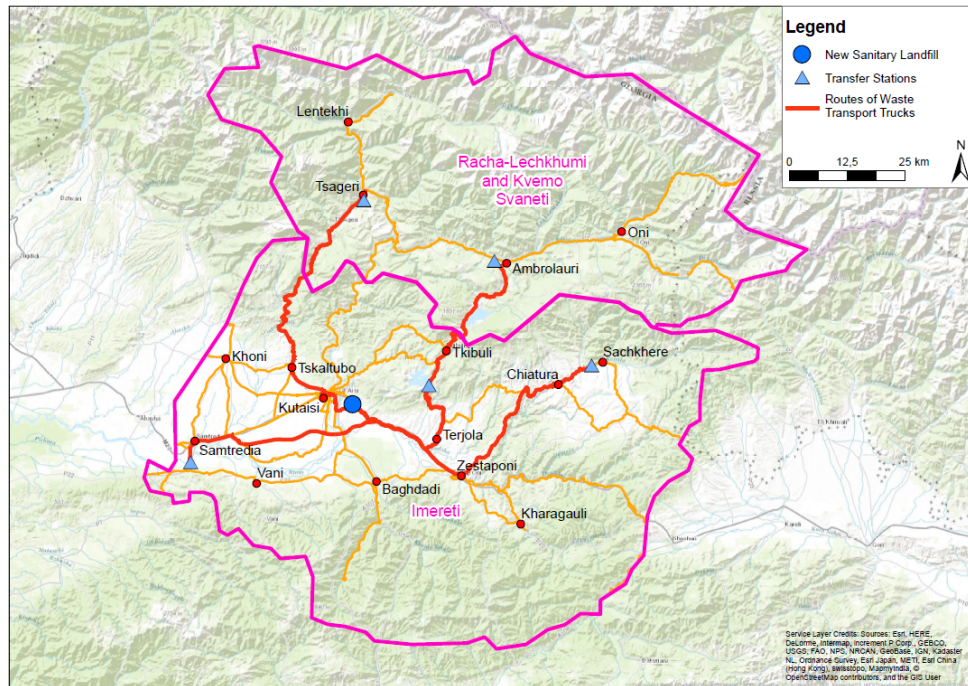 Legend
New Sanitary Landfill
Transfer Stations
Routes of Waste
Transport Trucks
N
0 12,5 25 km
GEORGIA
RUSSIA
Lentekhi
Racha-Lechkhumi
and Kvemo
Svaneti
Tsageri
Oni
Ambrolauri
Khoni
Tkibuli
Sachkhere
Tskaltubo
Chiatura
Kutaisi
Terjola
Samtredia
Zestaponi
Vani
Baghdadi
Imereti
Kharagauli
Service Layer Credits: Sources: Esri, HERE,
DeLorme, Intermap, increment P Corp., GEBCO,
USGS, FAO, NPS, NRCAN, GeoBase, IGN, Kadaster
NL, Ordnance Survey, Esri Japan, METI, Esri China
(Hong Kong), swisstopo, MapmyIndia, ©
OpenStreetMap contributors, and the GIS User